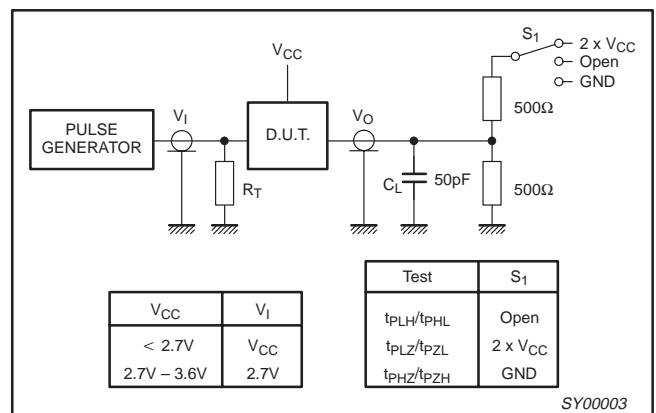 S1
2 x VCC
Open
GND
VCC
500Ω
PULSE
GENERATOR
VI
D.U.T.
VO
RT
CL
50pF
500Ω
VCC VI
< 2.7V VCC
2.7V – 3.6V 2.7V
Test S1
tPLH/tPHL Open
tPLZ/tPZL 2 x VCC
tPHZ/tPZH GND
SY00003